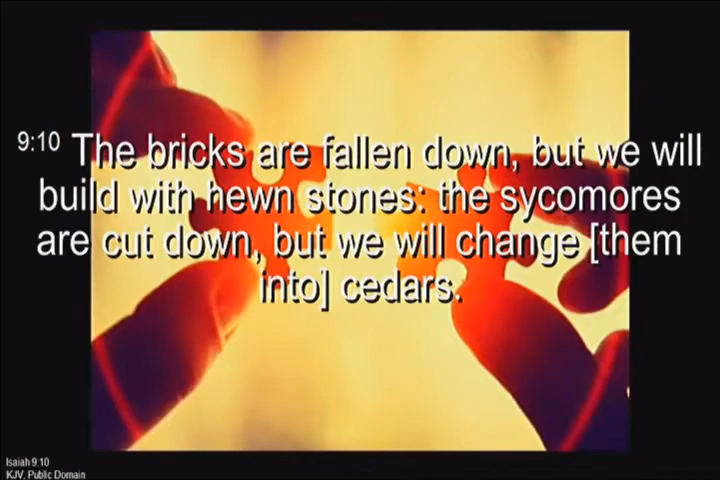 9:10 The bricks are fallen down, but we will
build with hewn stones: the sycomores
are cut down, but we will change [them
into] cedars.
Isaiah 9:10
KJV, Public Domain